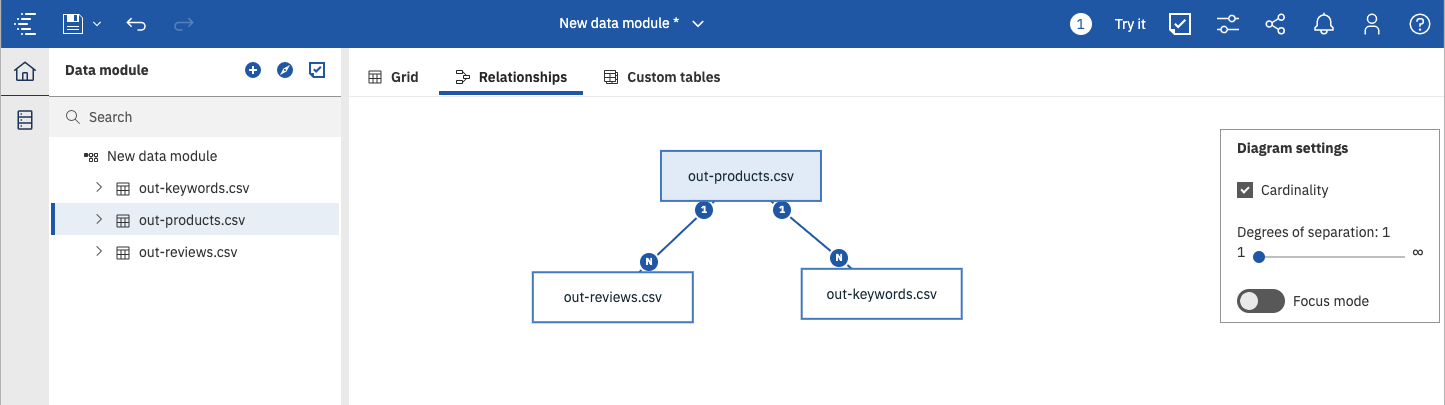 New data module *
1
Try it
Data module
Grid
Relationships
Custom tables
Search
New data module
out-keywords.csv
out-products.csv
out-reviews.csv
out-products.csv
1
1
N
N
out-reviews.csv
out-keywords.csv
Diagram settings
Cardinality
Degrees of separation: 1
1 ∞
Focus mode